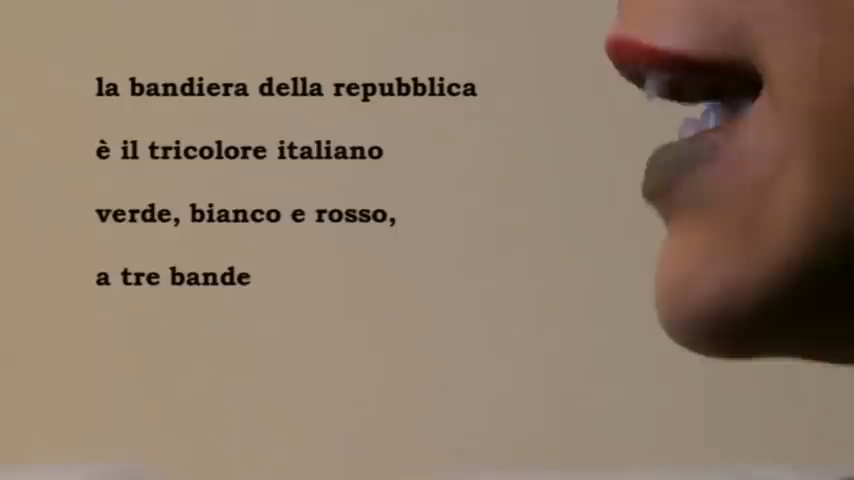 la bandiera della repubblica
è il tricolore italiano
verde, bianco e rosso,
a tre bande